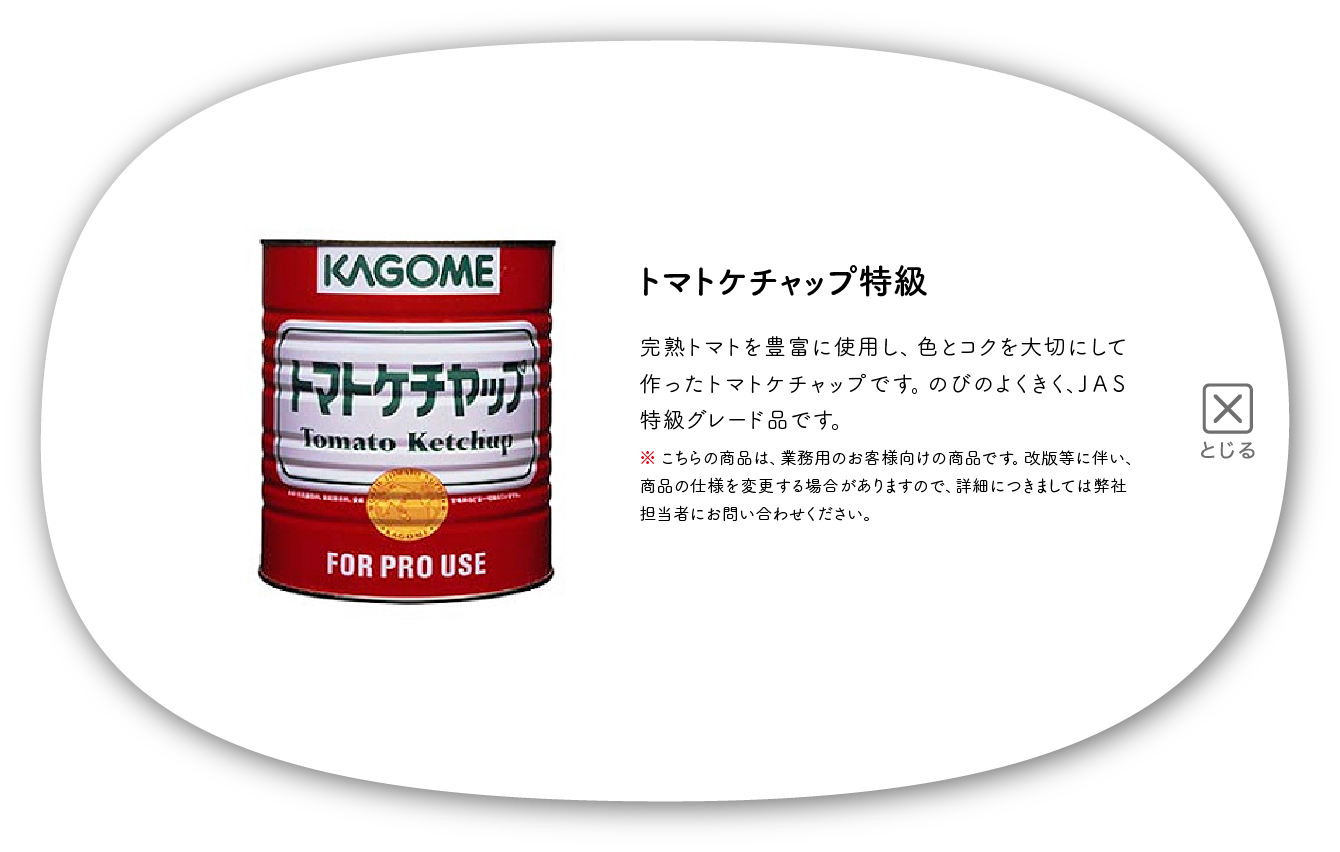 KAGOME
トマトケチャップ
Tomato Ketchup
KAGOME
FOR PRO USE
トマトケチャップ特級
完熟トマトを豊富に使用し、色とコクを大切にして
作ったトマトケチャップです。のびのよくきく、JAS
特級グレード品です。
※ こちらの商品は、業務用のお客様向けの商品です。改版等に伴い、
商品の仕様を変更する場合がありますので、詳細につきましては弊社
担当者にお問い合わせください。
とじる